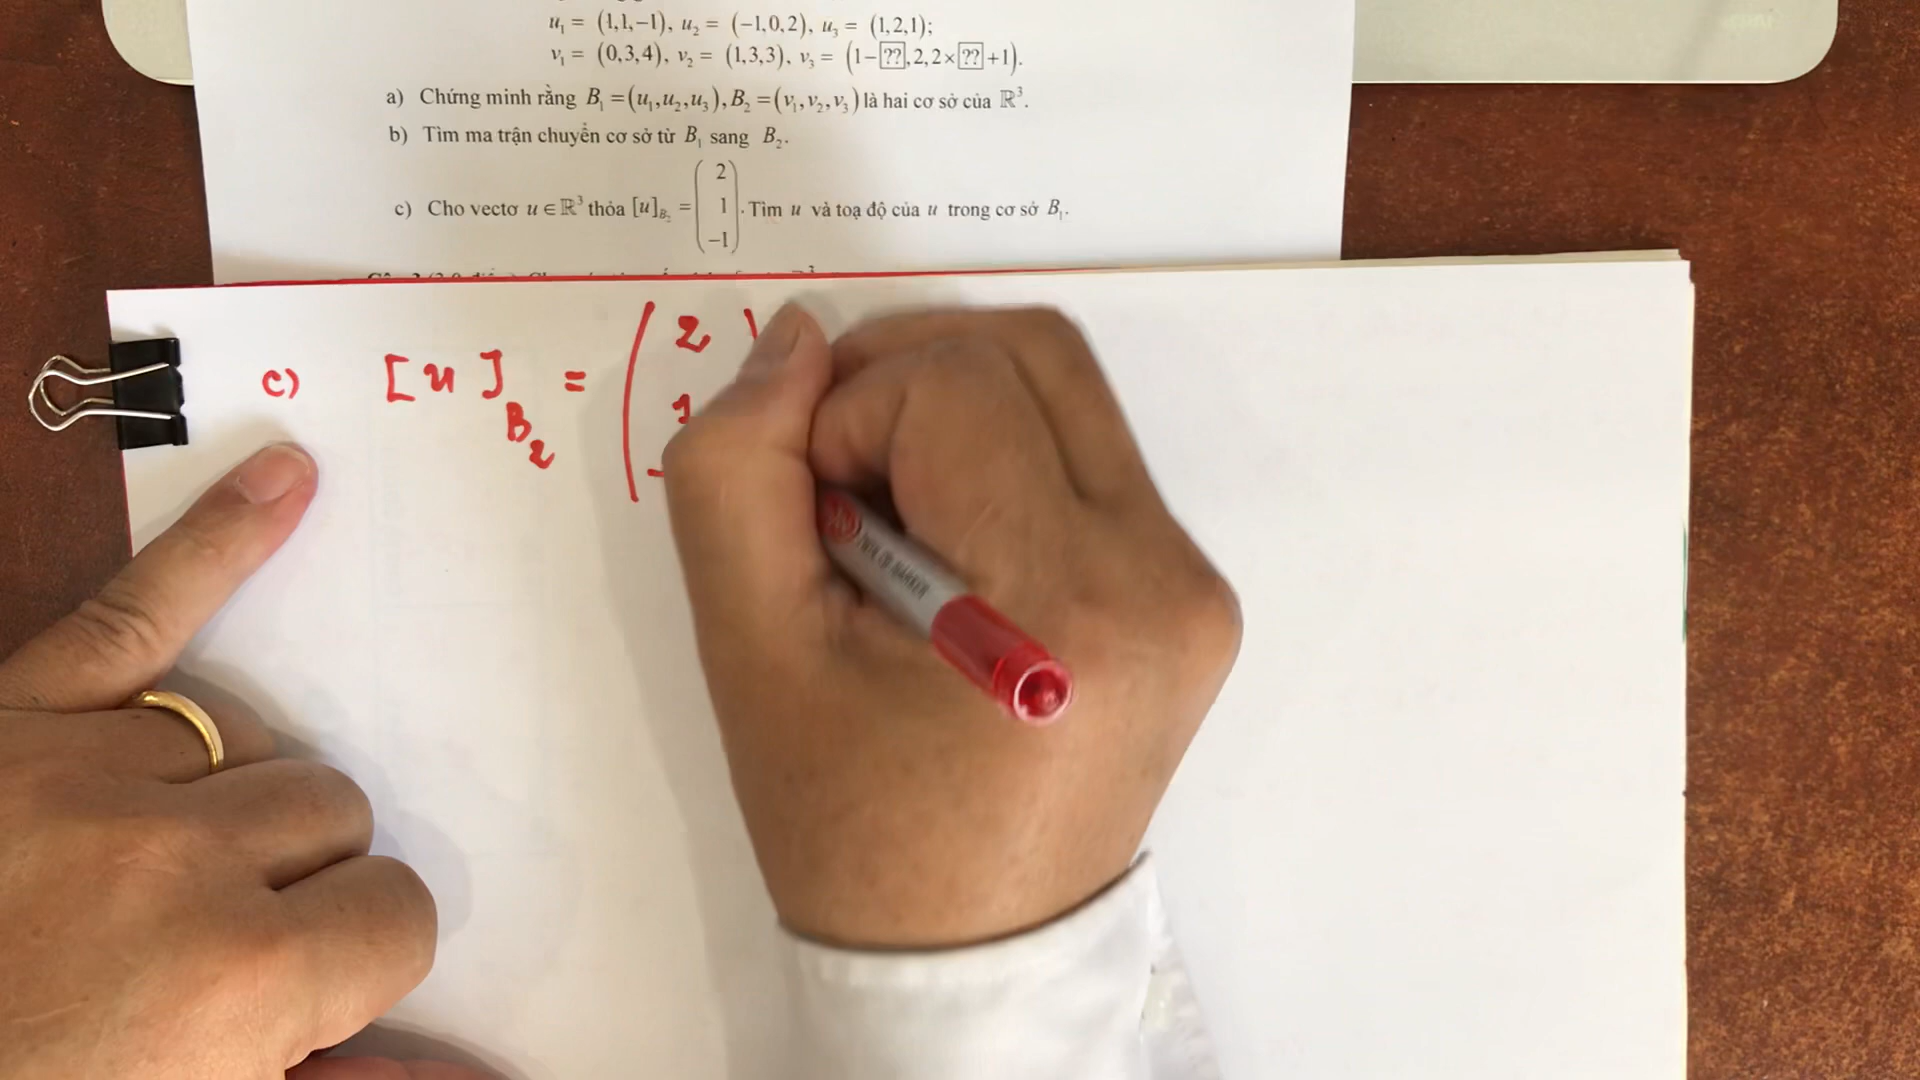 u₁ = (1,1,−1), u₂ = (−1,0,2), u₃ = (1,2,1);
v₁ = (0,3,4), v₂ = (1,3,3), v₃ = (1−??,2,2×??+1).
a) Chứng minh rằng B₁ = (u₁,u₂,u₃), B₂ = (v₁,v₂,v₃) là hai cơ sở của ℝ³.
b) Tìm ma trận chuyển cơ sở từ B₁ sang B₂.
2
c) Cho vectơ u ∈ ℝ³ thỏa [u]B₂ = 1 . Tìm u và toạ độ của u trong cơ sở B₁.
−1
2
c) [u]B₂ = ( 1